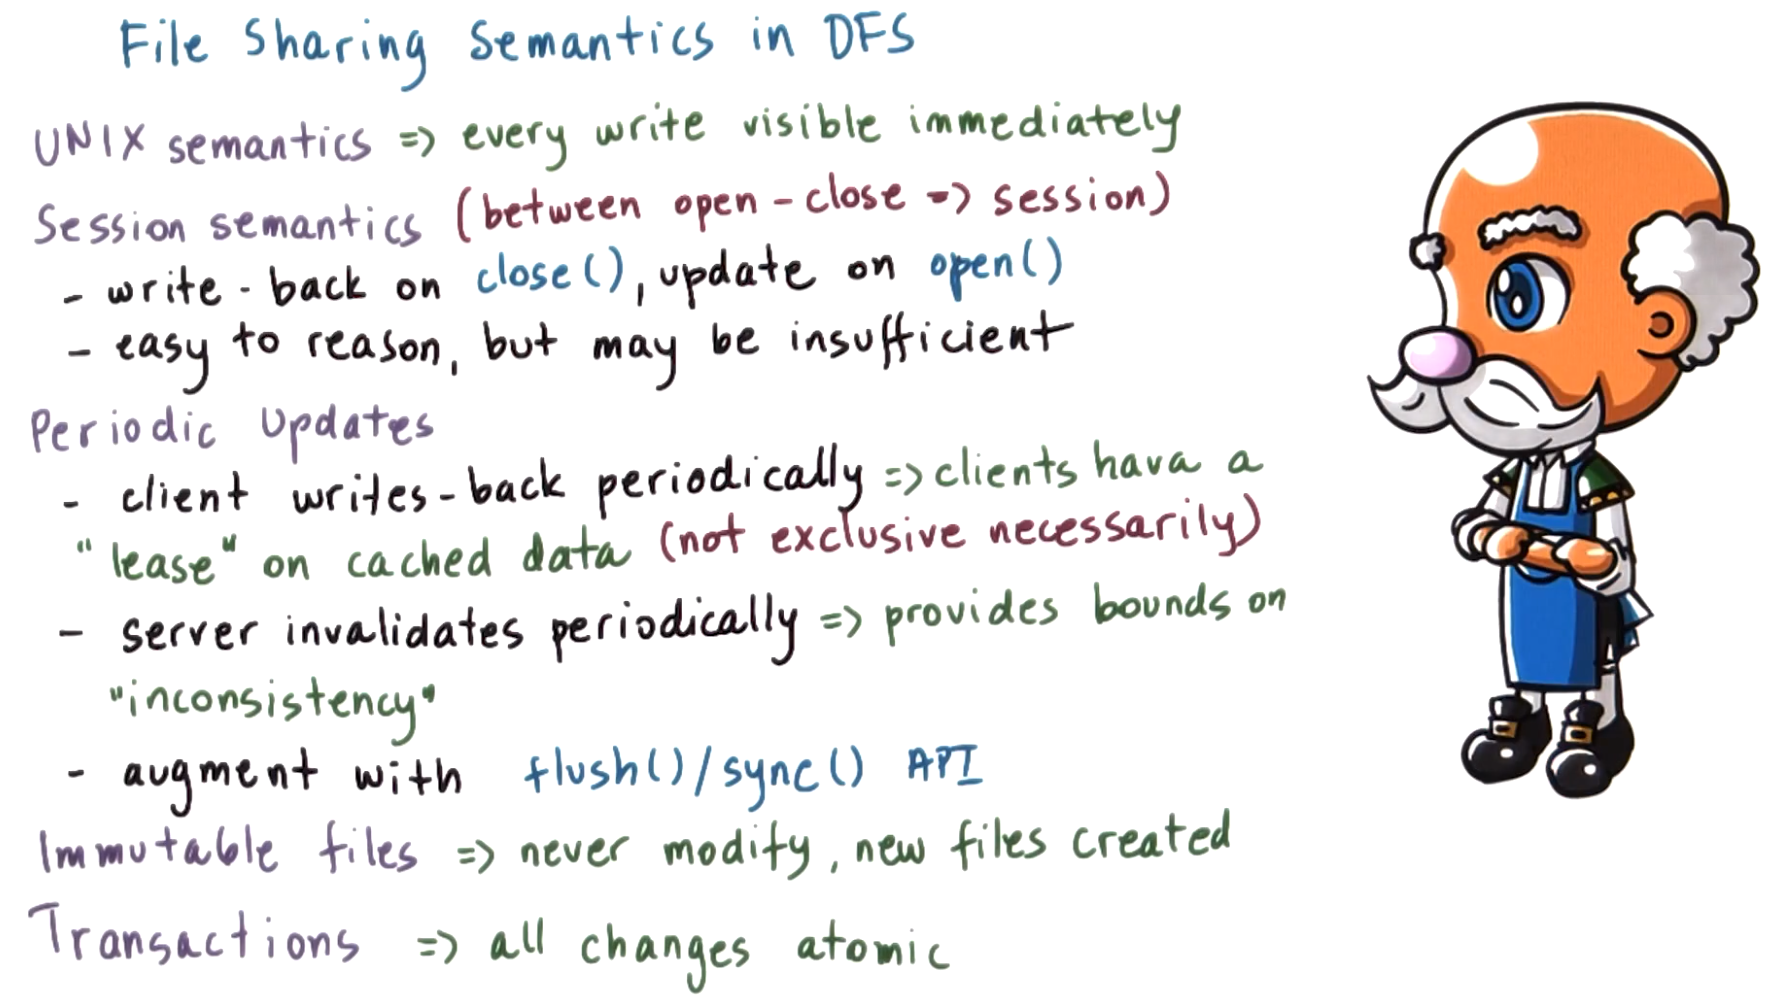 File Sharing Semantics in DFS
UNIX semantics => every write visible immediately
Session semantics (between open-close => session)
- write-back on close(), update on open()
- easy to reason, but may be insufficient
Periodic Updates
- client writes-back periodically => clients hava a
"lease" on cached data (not exclusive necessarily)
- server invalidates periodically => provides bounds on
"inconsistency"
- augment with flush()/sync() API
Immutable files => never modify, new files created
Transactions => all changes atomic